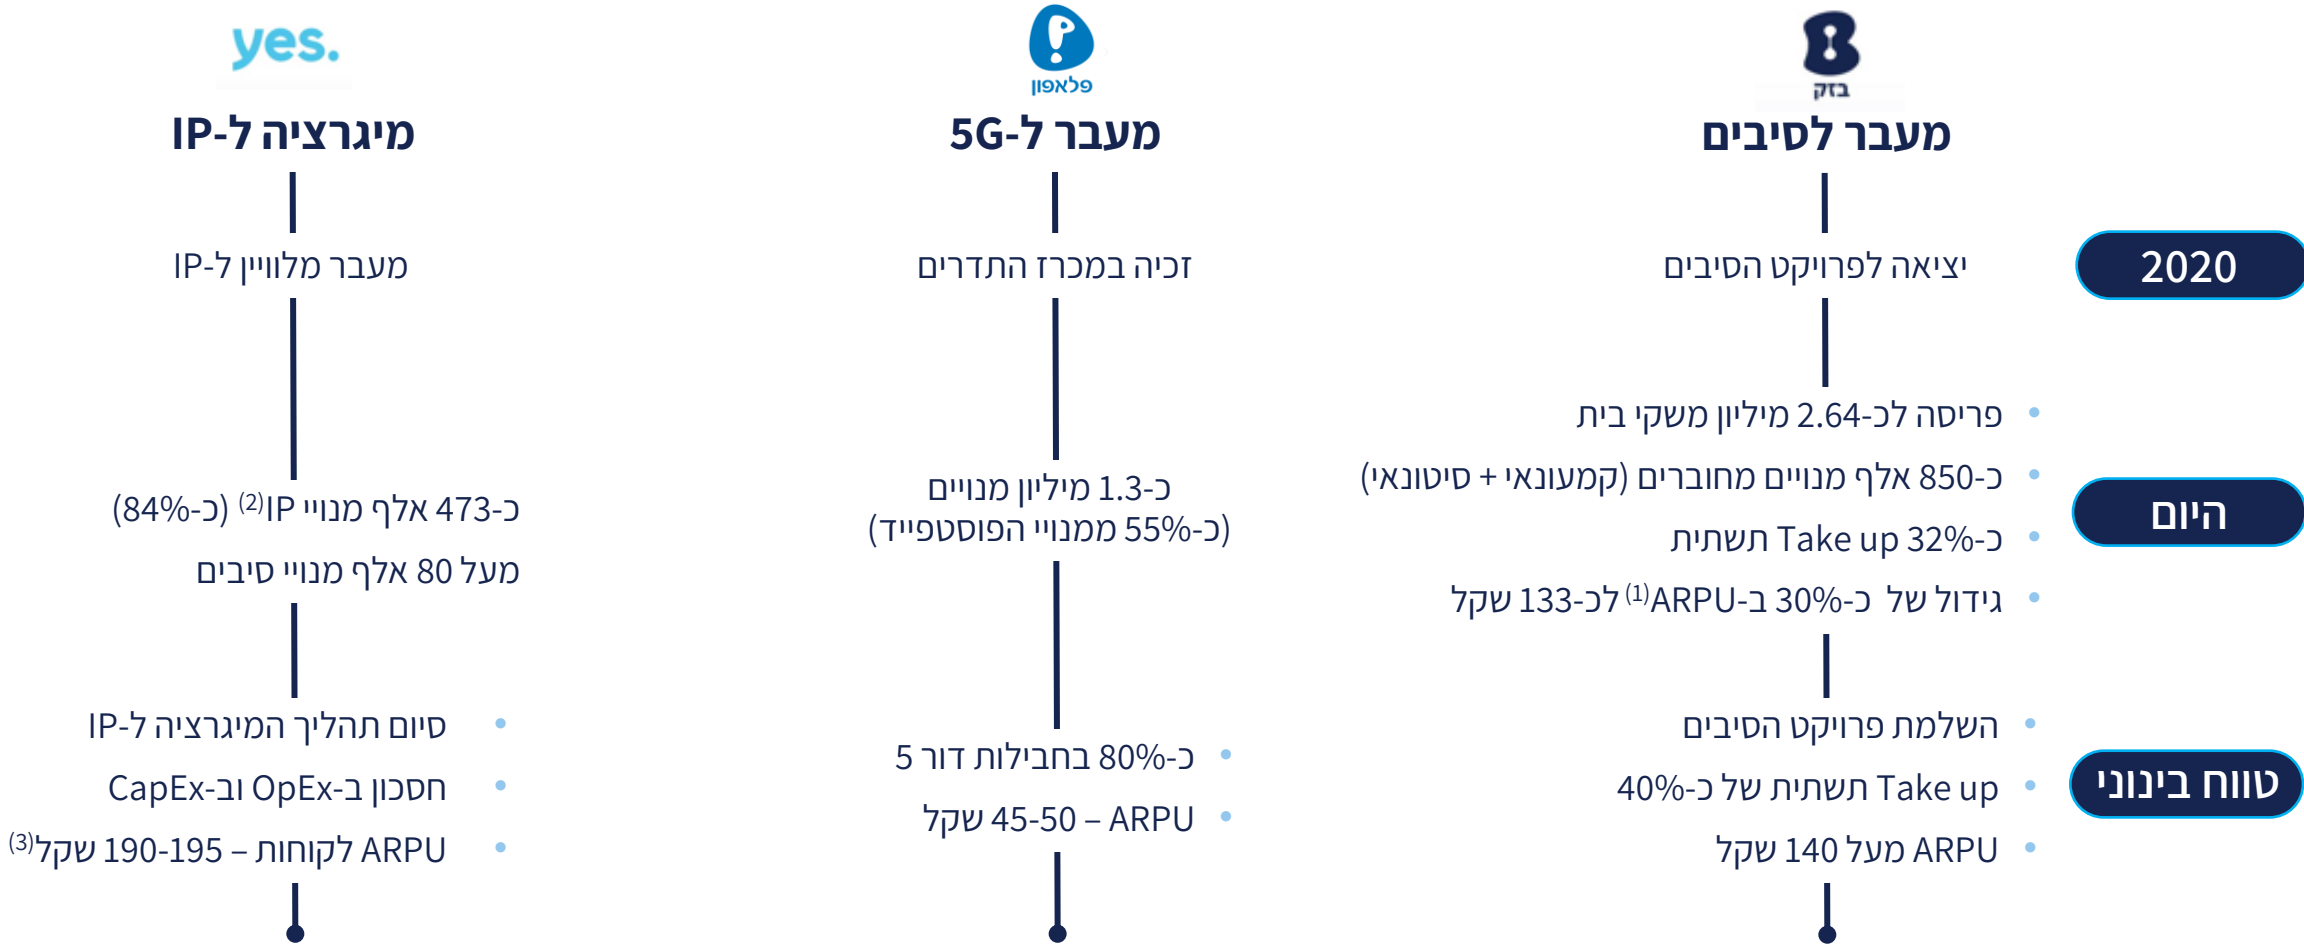 בזק
מעבר לסיבים
פלאפון
מעבר ל-5G
yes.
מיגרציה ל-IP
2020
יציאה לפרויקט הסיבים
זכיה במכרז התדרים
מעבר מלוויין ל-IP
היום
• פריסה לכ-2.64 מיליון משקי בית
• כ-850 אלף מנויים מחוברים (קמעונאי + סיטונאי)
• כ-32% Take up תשתית
• גידול של  כ-30% ב-ARPU(1) לכ-133 שקל
כ-1.3 מיליון מנויים
(כ-55% ממנויי הפוסטפייד)
כ-473 אלף מנויי IP(2) (כ-84%)
מעל 80 אלף מנויי סיבים
טווח בינוני
• השלמת פרויקט הסיבים
• Take up תשתית של כ-40%
• ARPU מעל 140 שקל
• כ-80% בחבילות דור 5
• ARPU – 45-50 שקל
• סיום תהליך המיגרציה ל-IP
• חסכון ב-OpEx וב-CapEx
• ARPU לקוחות – 190-195 שקל(3)